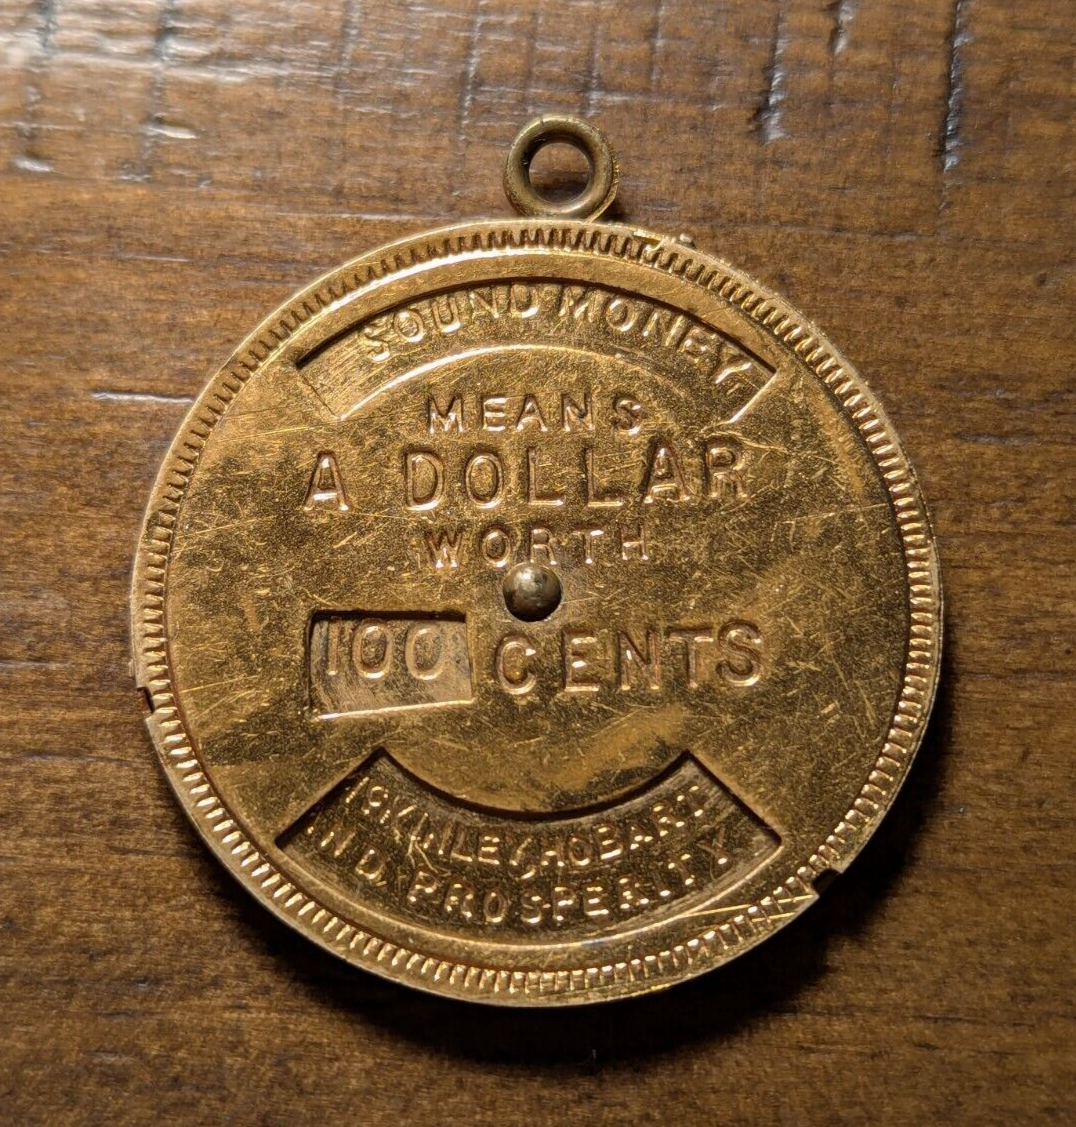 SOUND MONEY
MEANS
A DOLLAR
WORTH
100 CENTS
McKINLEY, HOBART
AND PROSPERITY